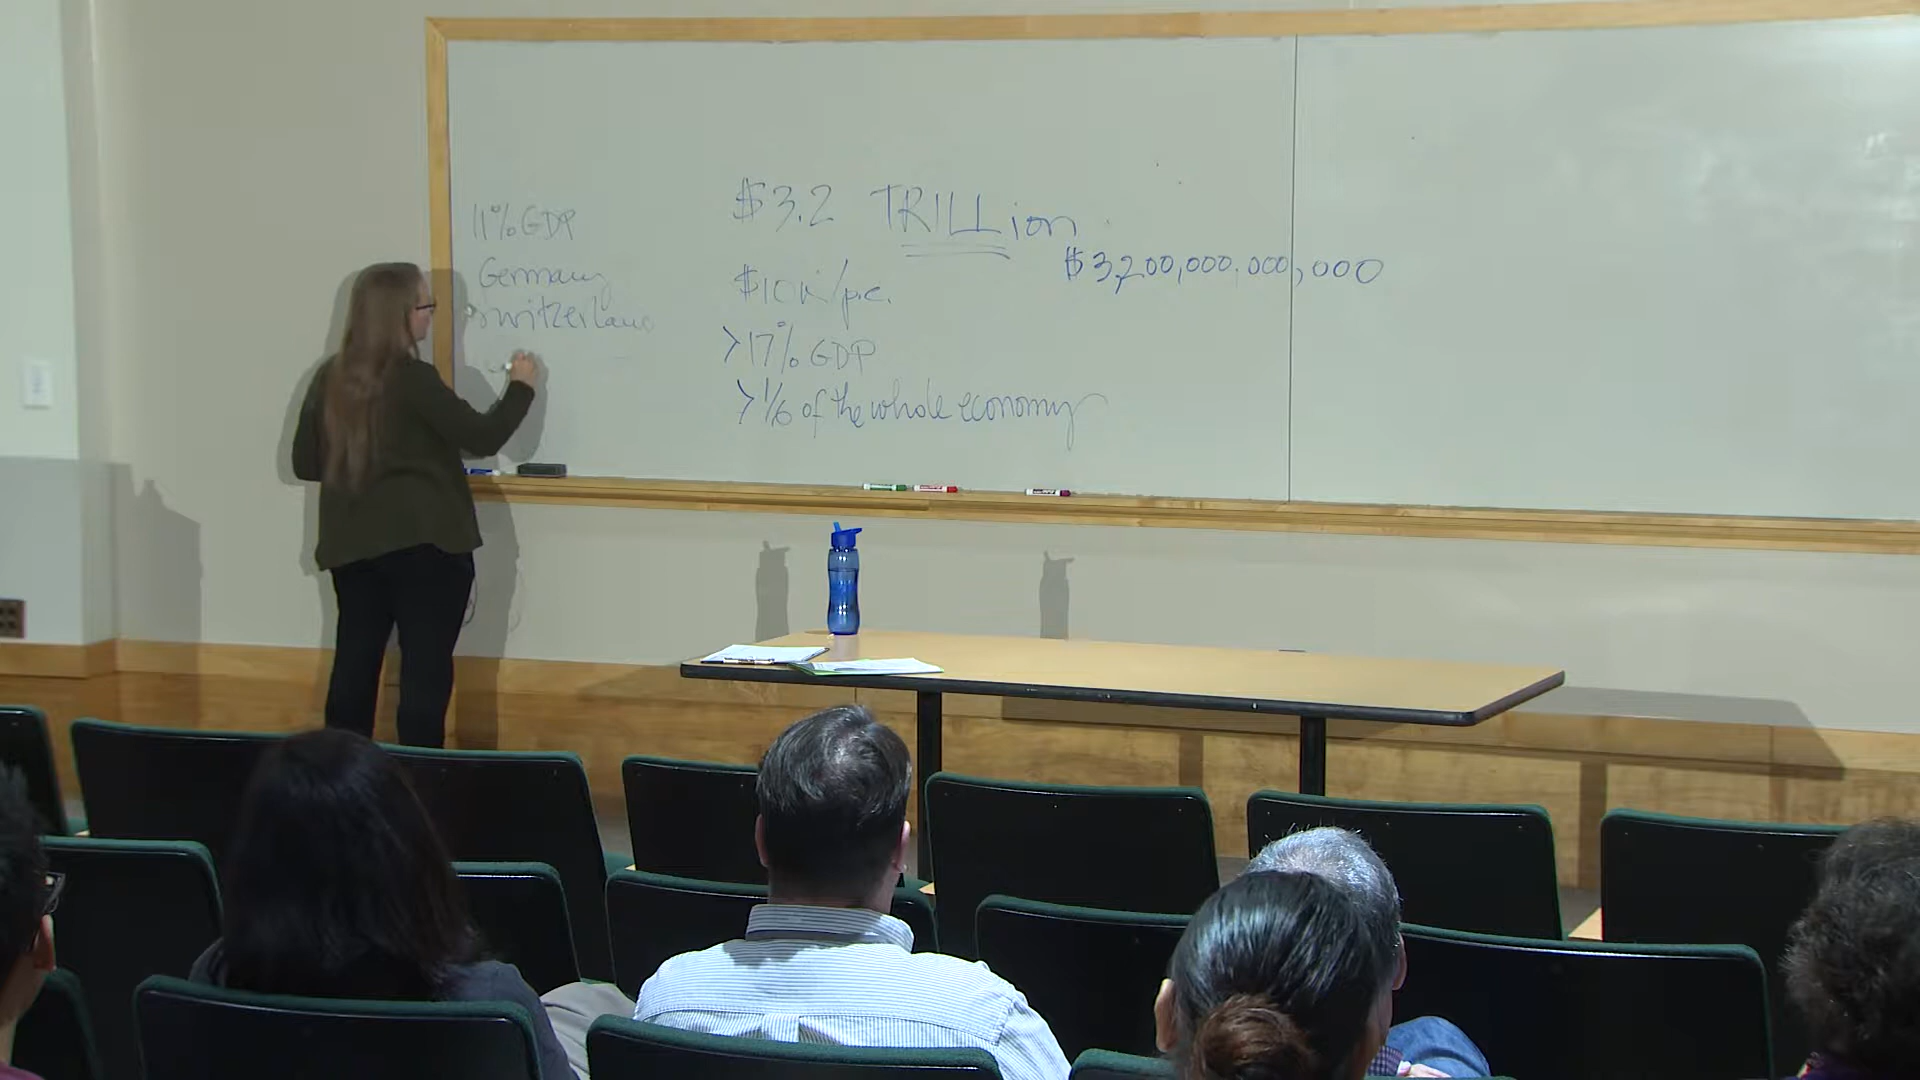 11% GDP
Germany
Switzerland
$3.2 TRILLion
$3,200,000,000,000
$10K/p.c.
>17% GDP
>1/6 of the whole economy